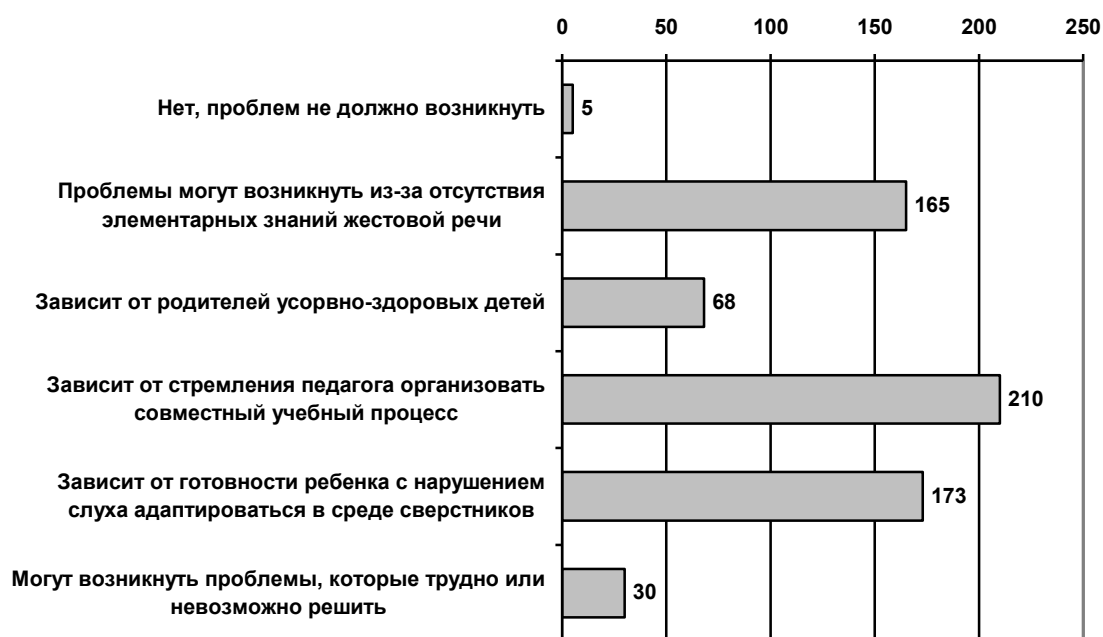 0 50 100 150 200 250
Нет, проблем не должно возникнуть
5
Проблемы могут возникнуть из-за отсутствия
элементарных знаний жестовой речи
165
Зависит от родителей усорвно-здоровых детей
68
Зависит от стремления педагога организовать
совместный учебный процесс
210
Зависит от готовности ребенка с нарушением
слуха адаптироваться в среде сверстников
173
Могут возникнуть проблемы, которые трудно или
невозможно решить
30